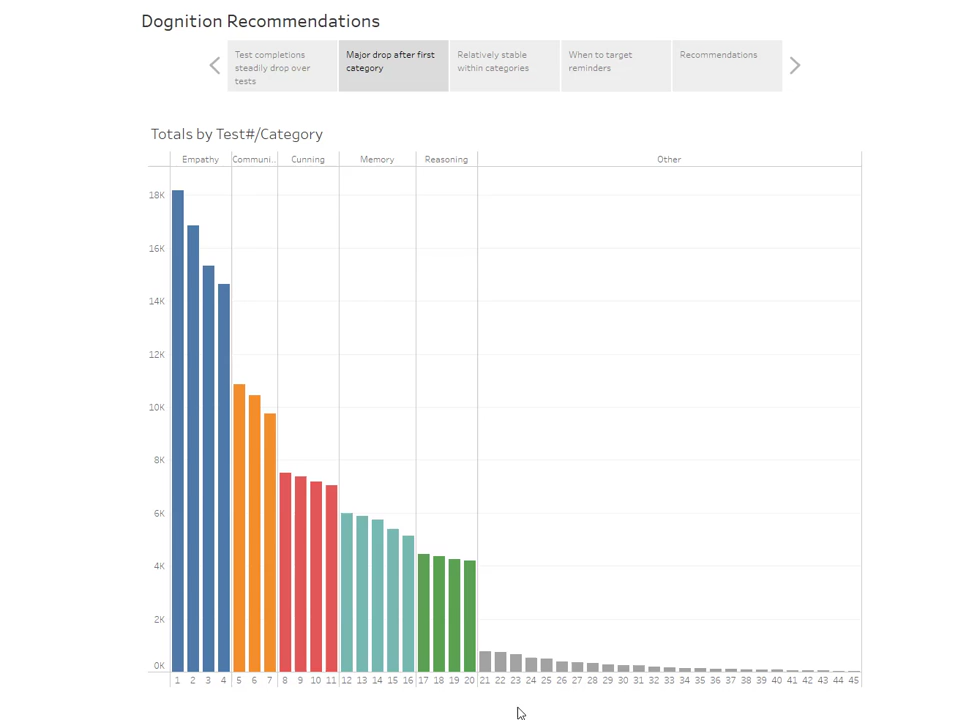 Dognition Recommendations
Test completions steadily drop over tests
Major drop after first category
Relatively stable within categories
When to target reminders
Recommendations
Totals by Test#/Category
Empathy Communi.. Cunning Memory Reasoning Other
18K
16K
14K
12K
10K
8K
6K
4K
2K
0K
1 2 3 4 5 6 7 8 9 10 11 12 13 14 15 16 17 18 19 20 21 22 23 24 25 26 27 28 29 30 31 32 33 34 35 36 37 38 39 40 41 42 43 44 45